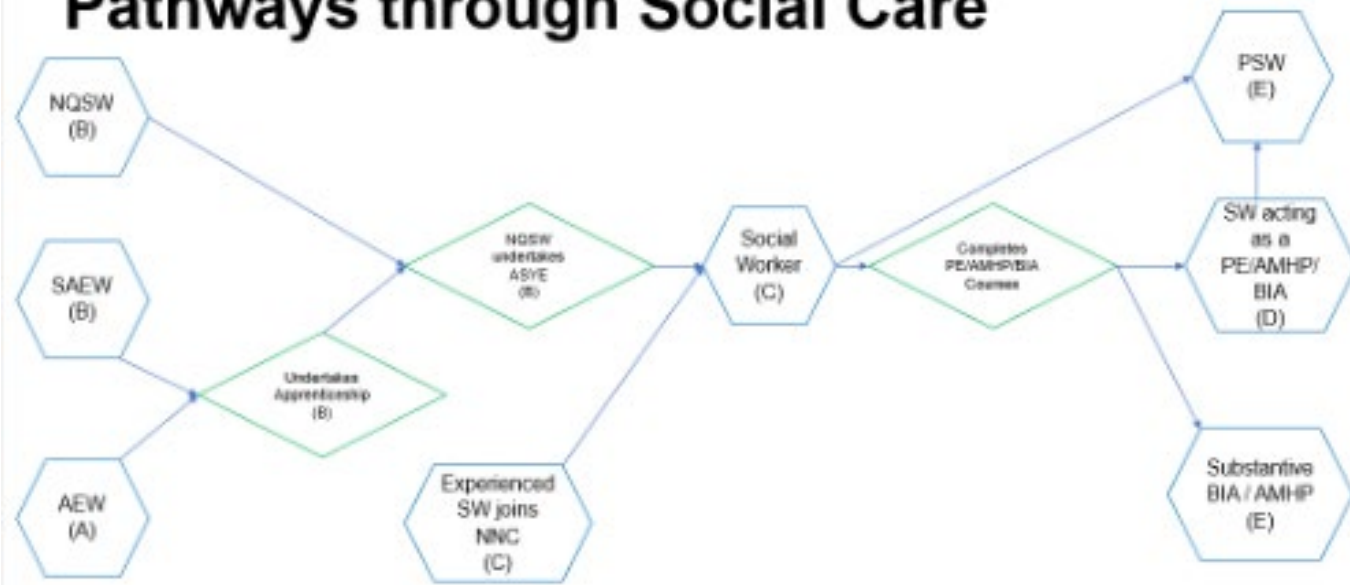 Pathways through Social Care
NQSW
(B)
SAEW
(B)
AEW
(A)
Undertakes
Apprenticeship
(B)
NQSW
undertakes
ASYE
(B)
Experienced
SW joins
NNC
(C)
Social
Worker
(C)
Completes
PE/AMHP/BIA
Courses
PSW
(E)
SW acting
as a
PE/AMHP/
BIA
(D)
Substantive
BIA / AMHP
(E)